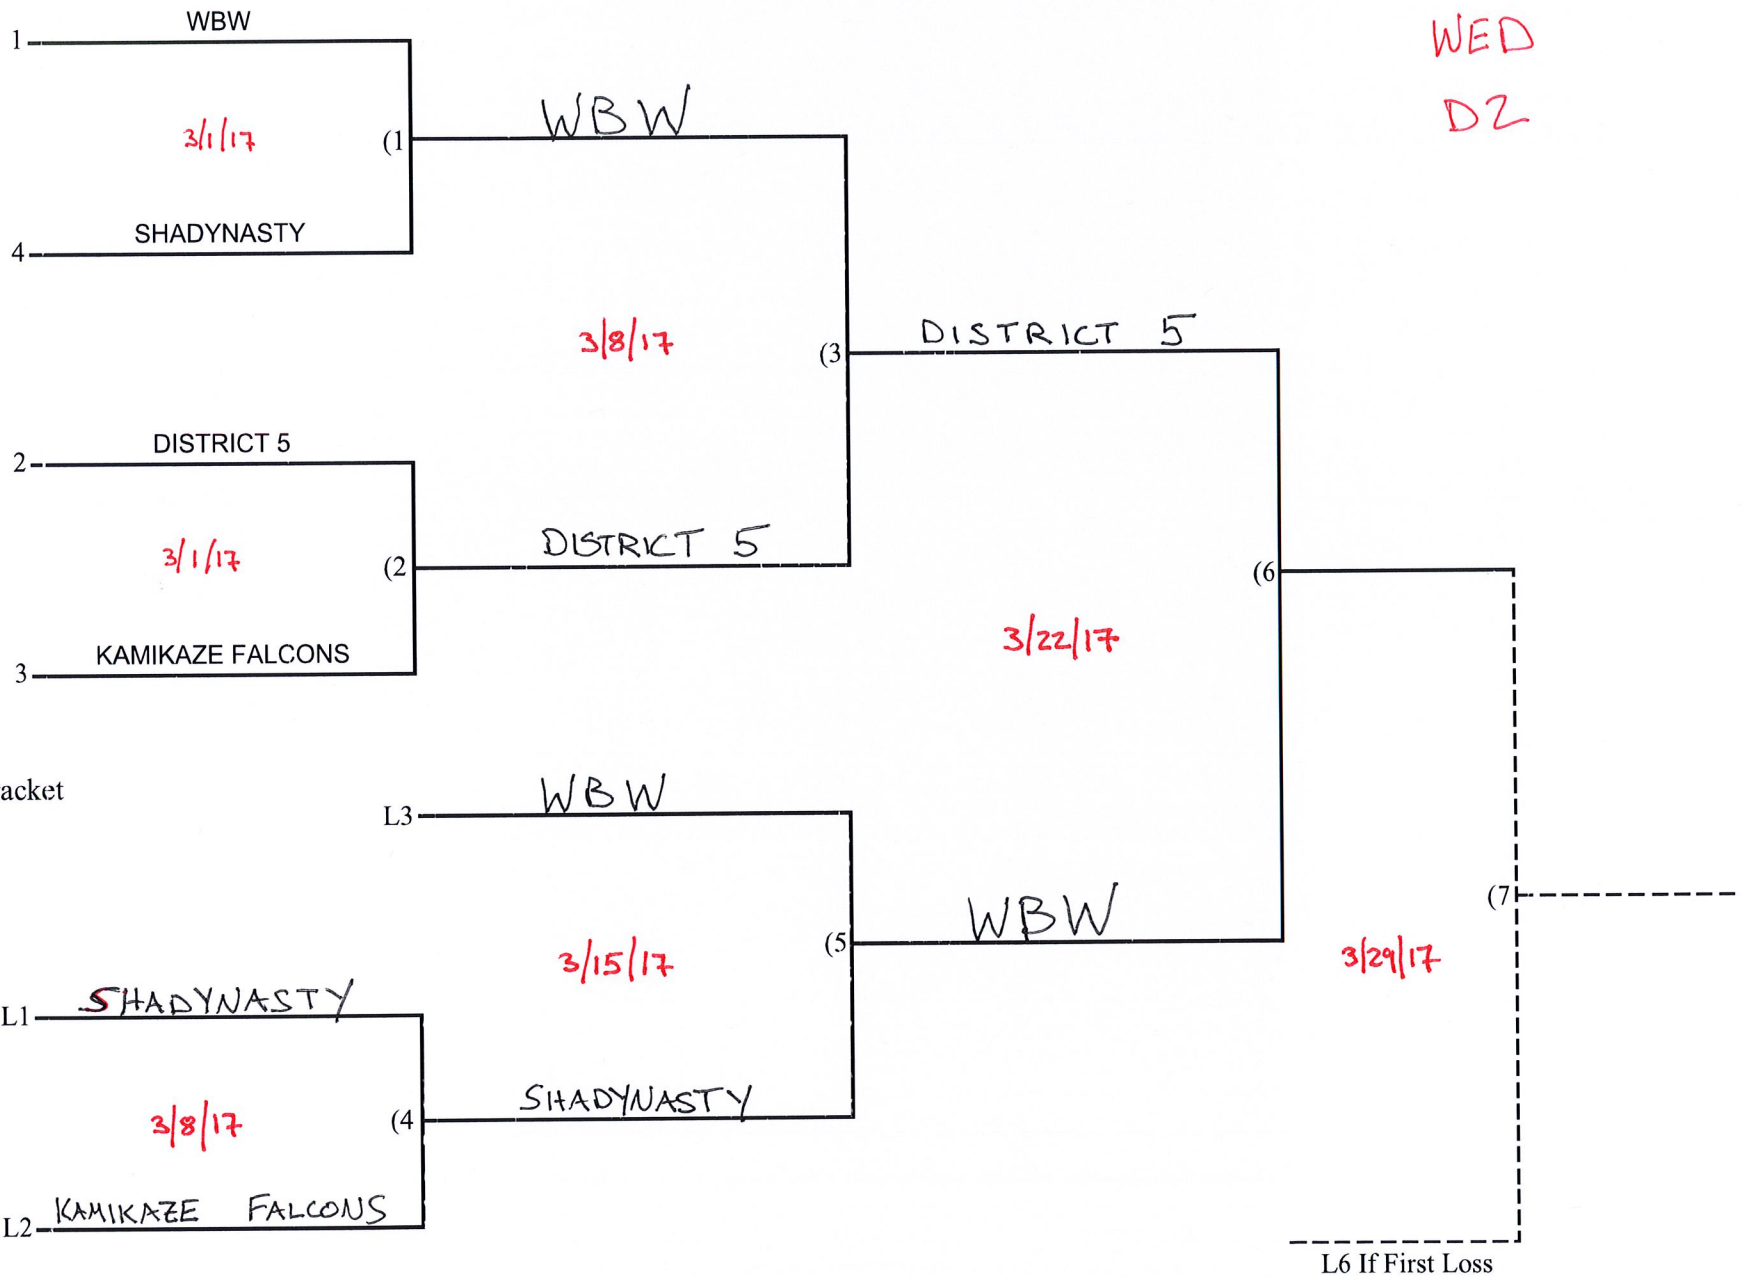 WBW
WED
1
WBW
D2
3/1/17
(1
SHADYNASTY
4
3/8/17
DISTRICT 5
(3
DISTRICT 5
2
3/1/17
(2
DISTRICT 5
(6
3/22/17
KAMIKAZE FALCONS
3
acket
WBW
L3
(7
WBW
3/15/17
(5
3/29/17
SHADYNASTY
L1
SHADYNASTY
3/8/17
(4
KAMIKAZE FALCONS
L2
L6 If First Loss